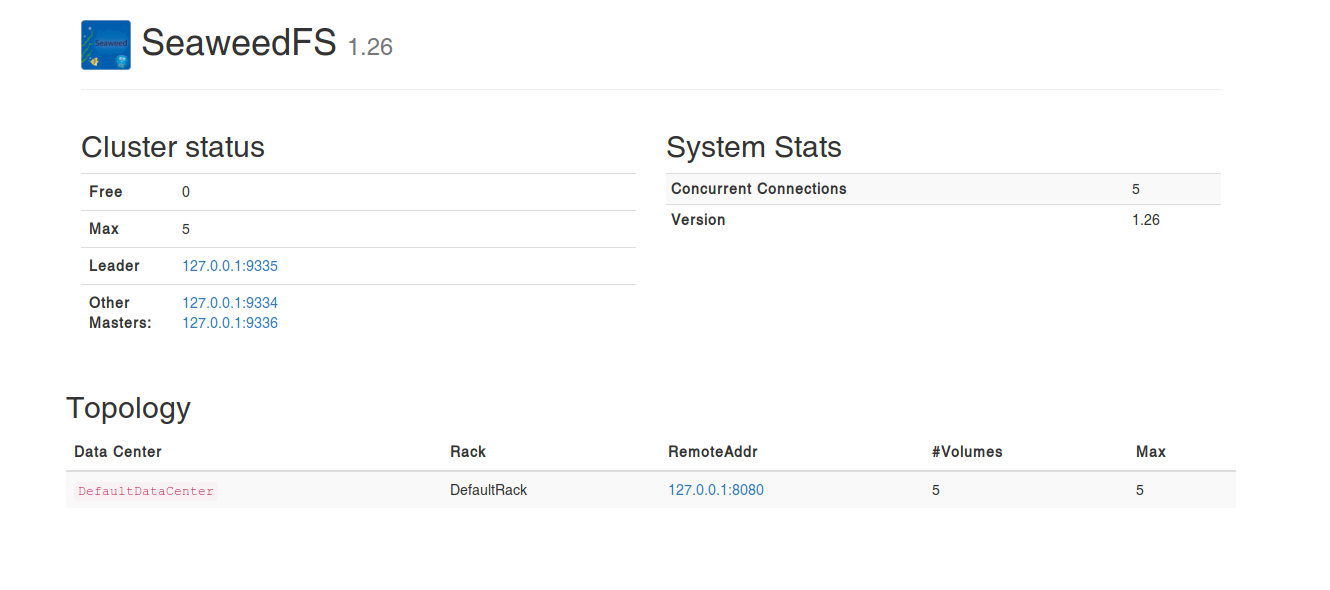 Seaweed
SeaweedFS 1.26
Cluster status
Free 0
Max 5
Leader 127.0.0.1:9335
Other Masters: 127.0.0.1:9334
127.0.0.1:9336
System Stats
Concurrent Connections 5
Version 1.26
Topology
Data Center Rack RemoteAddr #Volumes Max
DefaultDataCenter DefaultRack 127.0.0.1:8080 5 5